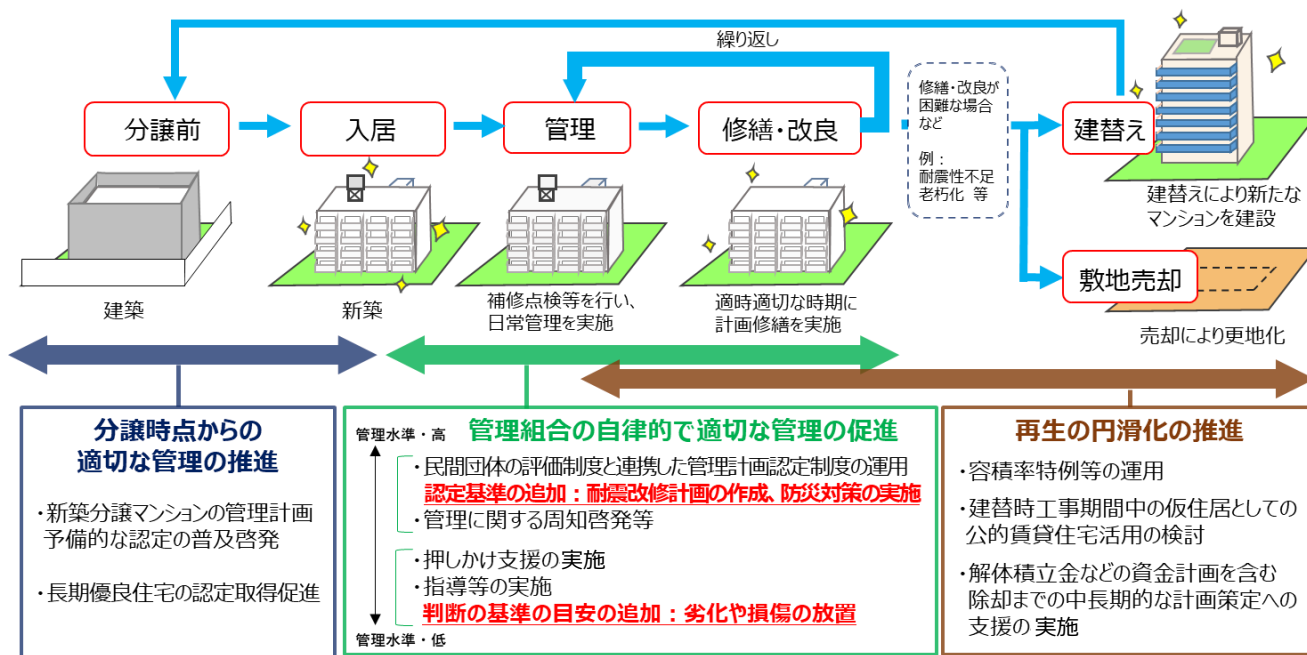 繰り返し
分譲前
入居
管理
修繕・改良
修繕・改良が
困難な場合
など
例：
耐震性不足
老朽化 等
建替え
建替えにより新たな
マンションを建設
敷地売却
売却により更地化
建築
新築
補修点検等を行い、
日常管理を実施
適時適切な時期に
計画修繕を実施
分譲時点からの
適切な管理の推進
・新築分譲マンションの管理計画
予備的な認定の普及啓発
・長期優良住宅の認定取得促進
管理水準・高
管理組合の自律的で適切な管理の促進
・民間団体の評価制度と連携した管理計画認定制度の運用
認定基準の追加：耐震改修計画の作成、防災対策の実施
・管理に関する周知啓発等
・押しかけ支援の実施
・指導等の実施
判断の基準の目安の追加：劣化や損傷の放置
管理水準・低
再生の円滑化の推進
・容積率特例等の運用
・建替時工事期間中の仮住居としての
公的賃貸住宅活用の検討
・解体積立金などの資金計画を含む
除却までの中長期的な計画策定への
支援の実施